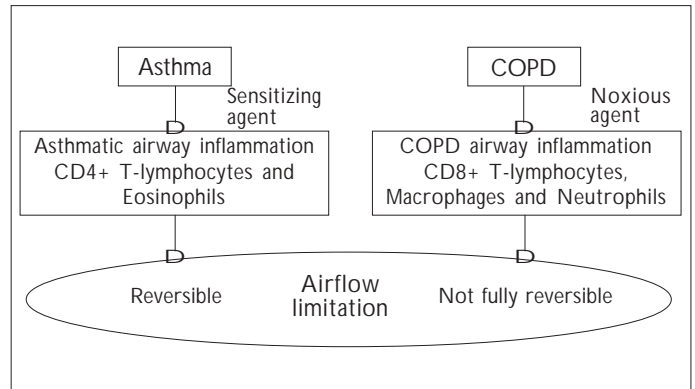 Asthma
COPD
Sensitizing
agent
Noxious
agent
D
D
Asthmatic airway inflammation
CD4+ T-lymphocytes and
Eosinophils
COPD airway inflammation
CD8+ T-lymphocytes,
Macrophages and Neutrophils
D
D
Reversible
Airflow
limitation
Not fully reversible